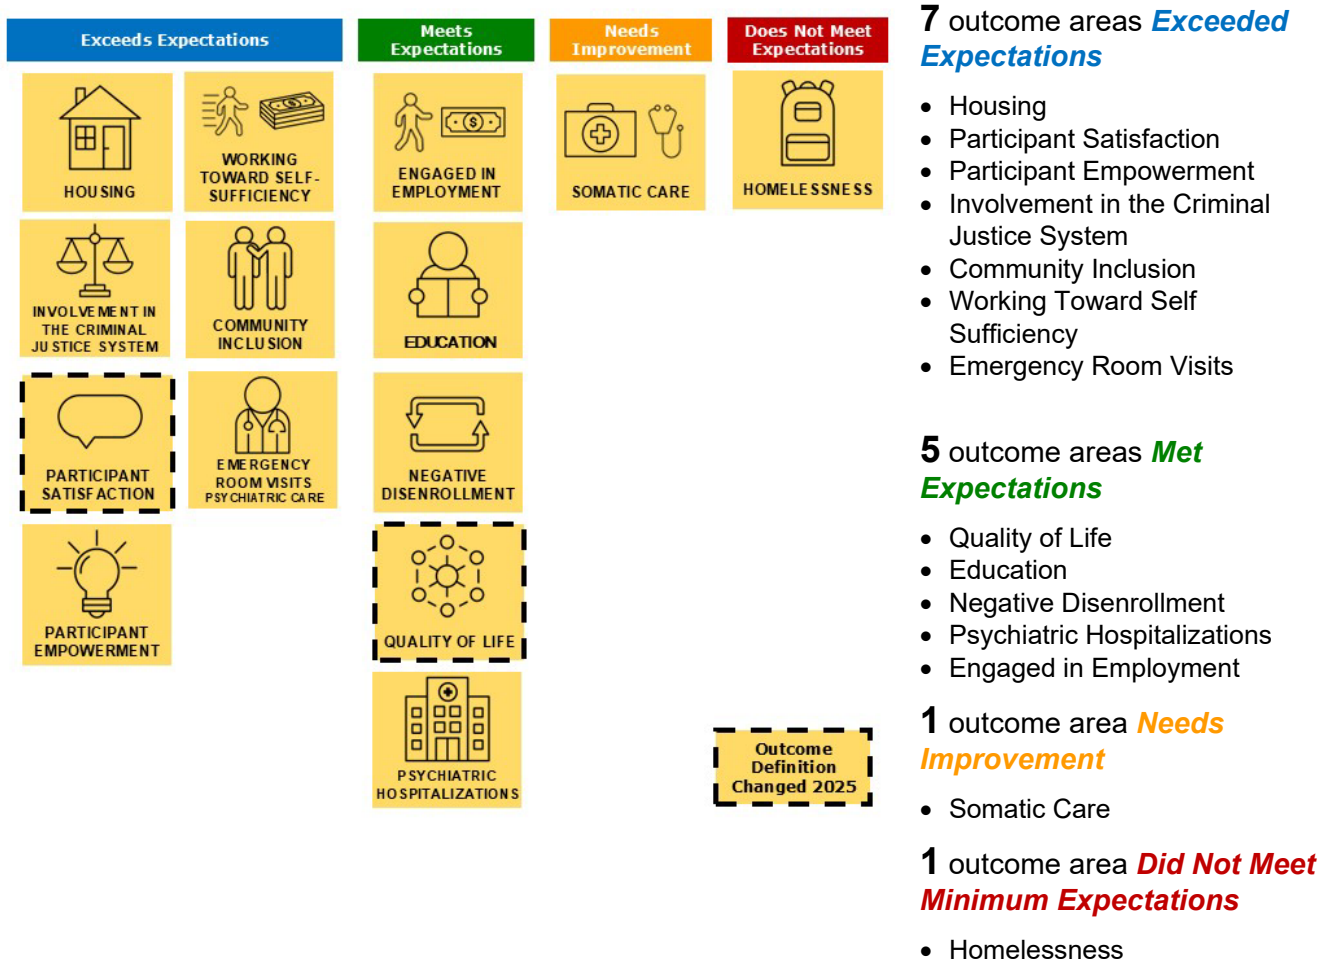 Exceeds Expectations
Meets
Expectations
Needs
Improvement
Does Not Meet
Expectations
HOUSING
WORKING
TOWARD SELF-
SUFFICIENCY
ENGAGED IN
EMPLOYMENT
SOMATIC CARE
HOMELESSNESS
INVOLVEMENT IN
THE CRIMINAL
JUSTICE SYSTEM
COMMUNITY
INCLUSION
EDUCATION
PARTICIPANT
SATISFACTION
EMERGENCY
ROOM VISITS
PSYCHIATRIC CARE
NEGATIVE
DISENROLLMENT
PARTICIPANT
EMPOWERMENT
QUALITY OF LIFE
PSYCHIATRIC
HOSPITALIZATIONS
Outcome
Definition
Changed 2025
7 outcome areas Exceeded
Expectations
• Housing
• Participant Satisfaction
• Participant Empowerment
• Involvement in the Criminal
Justice System
• Community Inclusion
• Working Toward Self
Sufficiency
• Emergency Room Visits
5 outcome areas Met
Expectations
• Quality of Life
• Education
• Negative Disenrollment
• Psychiatric Hospitalizations
• Engaged in Employment
1 outcome area Needs
Improvement
• Somatic Care
1 outcome area Did Not Meet
Minimum Expectations
• Homelessness